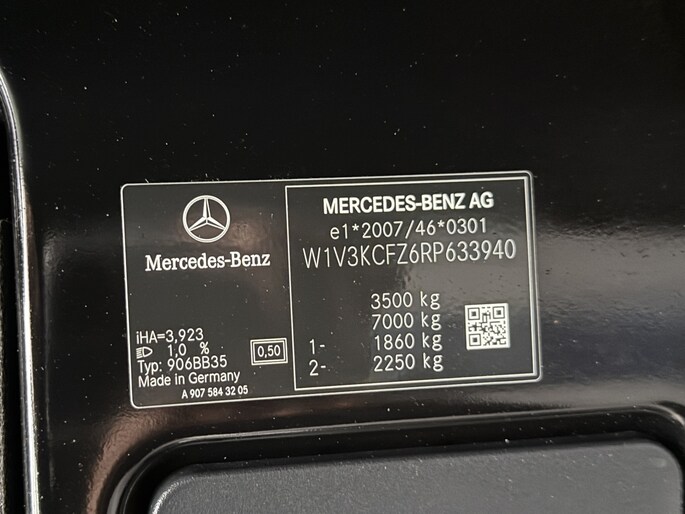 Mercedes-Benz
iHA=3,923
1,0 %
0,50
Typ: 906BB35
Made in Germany
A 907 584 32 05
MERCEDES-BENZ AG
e1*2007/46*0301
W1V3KCFZ6RP633940
3500 kg
7000 kg
1- 1860 kg
2- 2250 kg